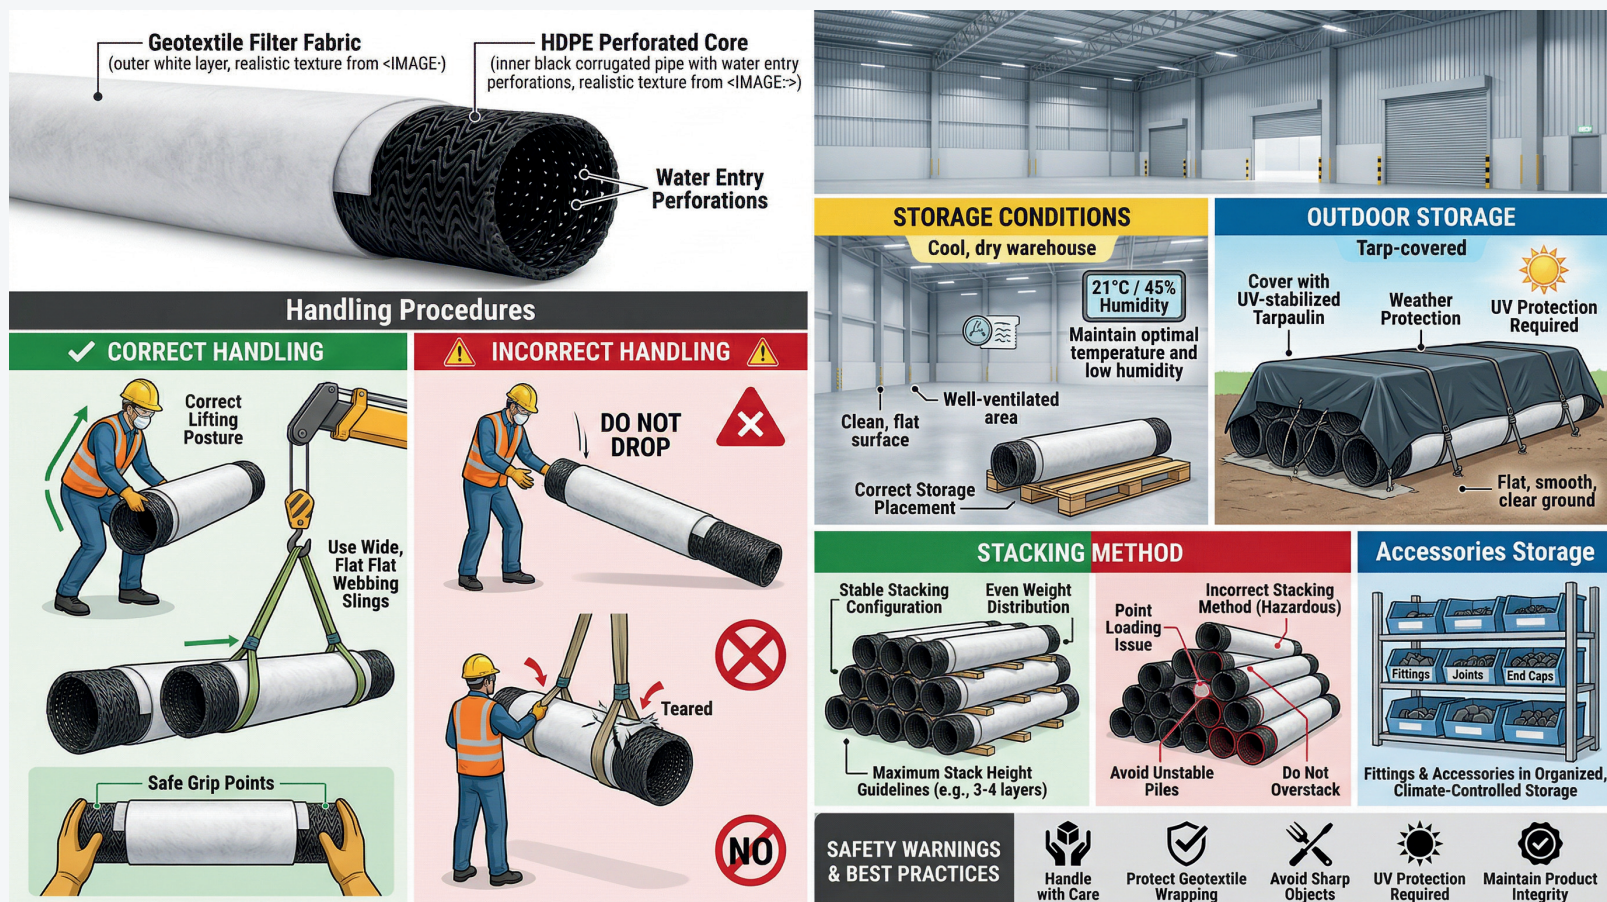 Geotextile Filter Fabric
(outer white layer, realistic texture from <IMAGE·)
HDPE Perforated Core
(inner black corrugated pipe with water entry
perforations, realistic texture from <IMAGE:·>)
Water Entry
Perforations
Handling Procedures
CORRECT HANDLING
Correct
Lifting
Posture
Use Wide,
Flat Flat
Webbing
Slings
Safe Grip Points
INCORRECT HANDLING
DO NOT
DROP
Teared
NO
STORAGE CONDITIONS
Cool, dry warehouse
21°C / 45%
Humidity
Maintain optimal
temperature and
low humidity
Well-ventilated
area
Clean, flat
surface
Correct Storage
Placement
OUTDOOR STORAGE
Tarp-covered
Cover with
UV-stabilized
Tarpaulin
Weather
Protection
UV Protection
Required
Flat, smooth,
clear ground
STACKING METHOD
Stable Stacking
Configuration
Even Weight
Distribution
Maximum Stack Height
Guidelines (e.g., 3-4 layers)
Incorrect Stacking
Method (Hazardous)
Point
Loading
Issue
Avoid Unstable
Piles
Do Not
Overstack
Accessories Storage
Fittings
Joints
End Caps
Fittings & Accessories in Organized,
Climate-Controlled Storage
SAFETY WARNINGS
& BEST PRACTICES
Handle
with Care
Protect Geotextile
Wrapping
Avoid Sharp
Objects
UV Protection
Required
Maintain Product
Integrity